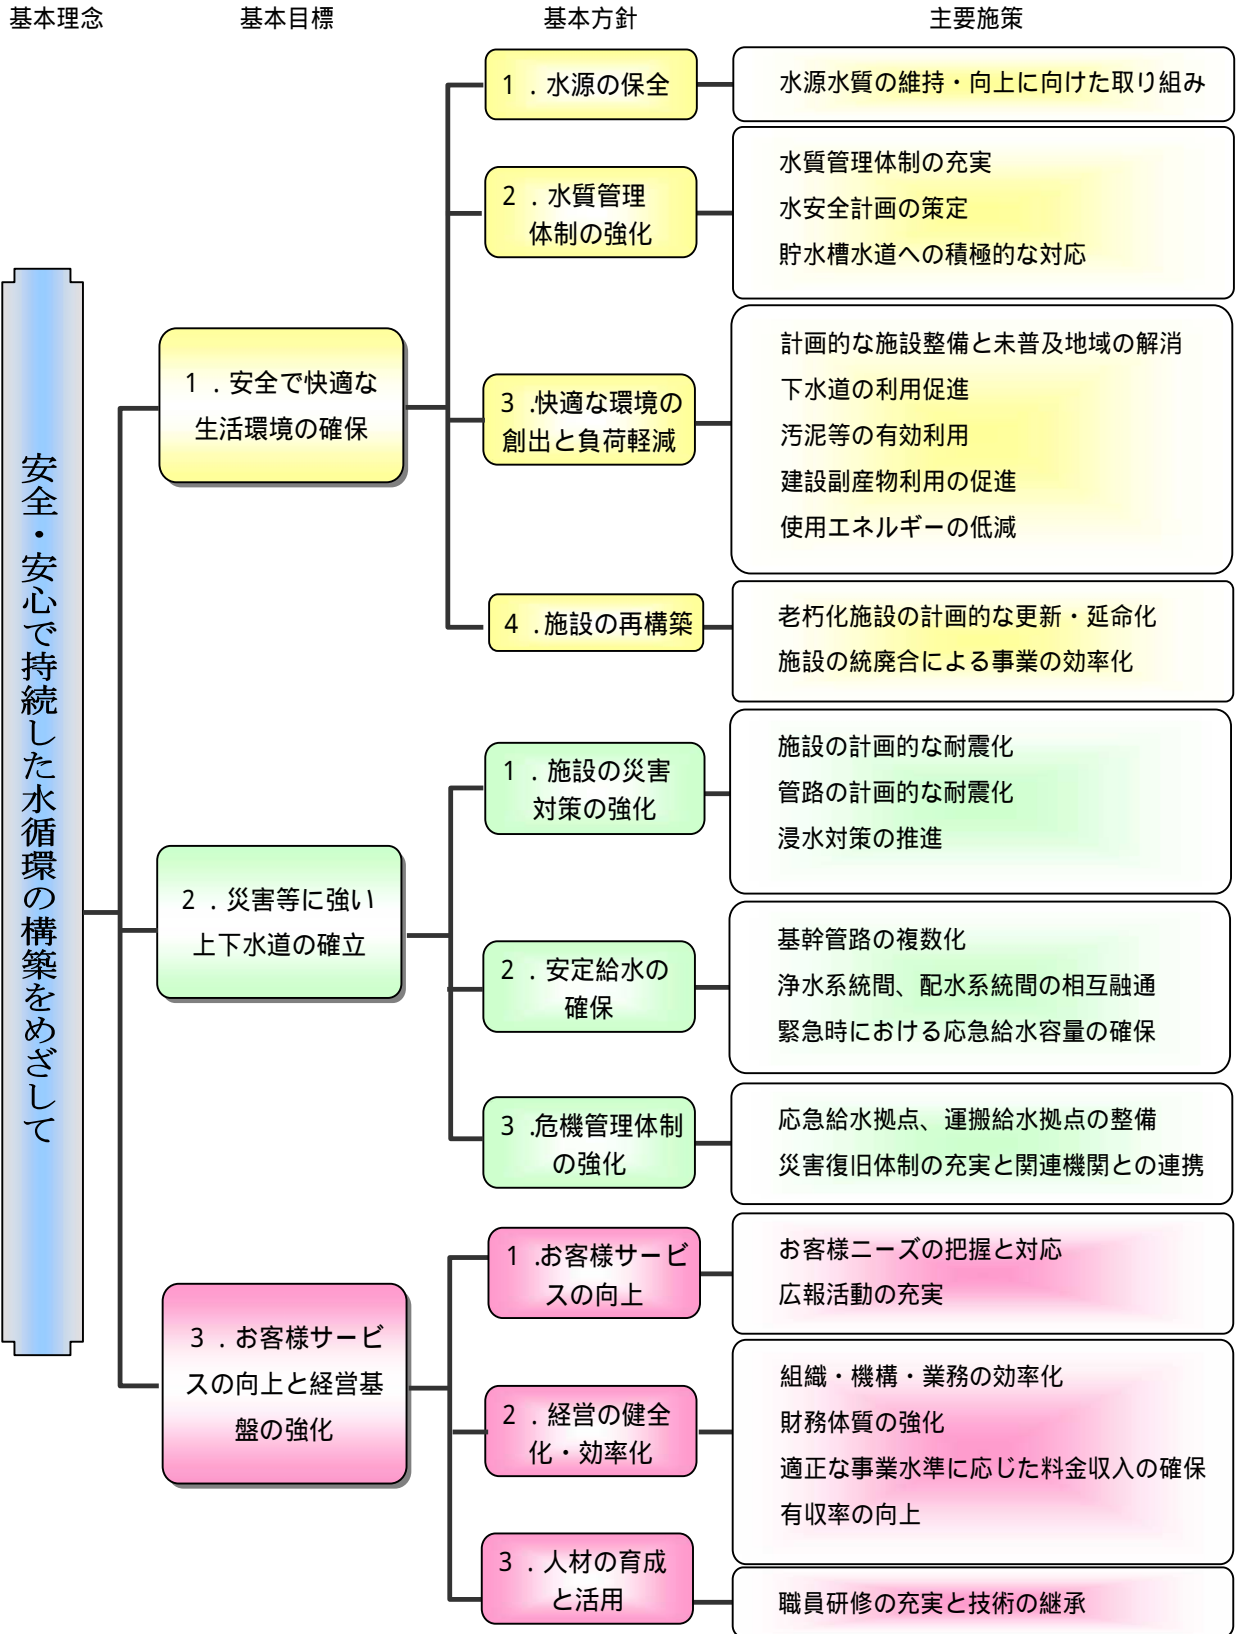 基本理念 基本目標 基本方針 主要施策
安全・安心で持続した水循環の構築をめざして
1．安全で快適な
生活環境の確保
1．水源の保全
水源水質の維持・向上に向けた取り組み
2．水質管理
体制の強化
水質管理体制の充実
水安全計画の策定
貯水槽水道への積極的な対応
3.快適な環境の
創出と負荷軽減
計画的な施設整備と未普及地域の解消
下水道の利用促進
汚泥等の有効利用
建設副産物利用の促進
使用エネルギーの低減
4.施設の再構築
老朽化施設の計画的な更新・延命化
施設の統廃合による事業の効率化
2．災害等に強い
上下水道の確立
1．施設の災害
対策の強化
施設の計画的な耐震化
管路の計画的な耐震化
浸水対策の推進
2．安定給水の
確保
基幹管路の複数化
浄水系統間、配水系統間の相互融通
緊急時における応急給水容量の確保
3.危機管理体制
の強化
応急給水拠点、運搬給水拠点の整備
災害復旧体制の充実と関連機関との連携
3．お客様サービ
スの向上と経営基
盤の強化
1.お客様サービ
スの向上
お客様ニーズの把握と対応
広報活動の充実
2．経営の健全
化・効率化
組織・機構・業務の効率化
財務体質の強化
適正な事業水準に応じた料金収入の確保
有収率の向上
3．人材の育成
と活用
職員研修の充実と技術の継承